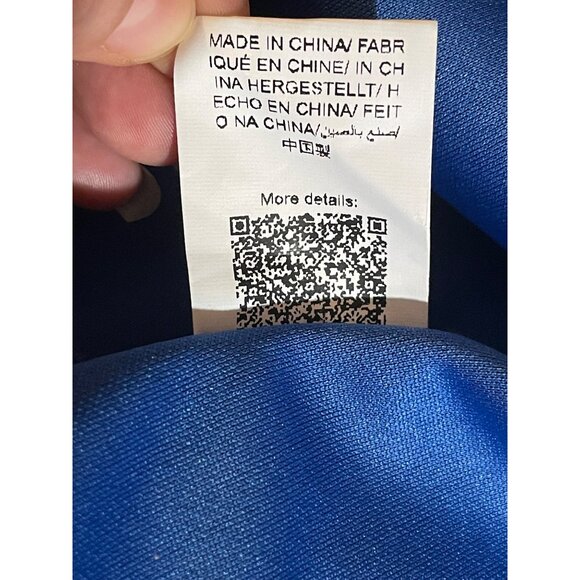 MADE IN CHINA/ FABR
IQUÉ EN CHINE/ IN CH
INA HERGESTELLT/ H
ECHO EN CHINA/ FEIT
O NA CHINA/صنع بالصين/
中国製
More details: